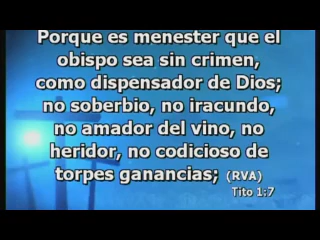 Porque es menester que el
obispo sea sin crimen,
como dispensador de Dios;
no soberbio, no iracundo,
no amador del vino, no
heridor, no codicioso de
torpes ganancias; (RVA)
Tito 1:7